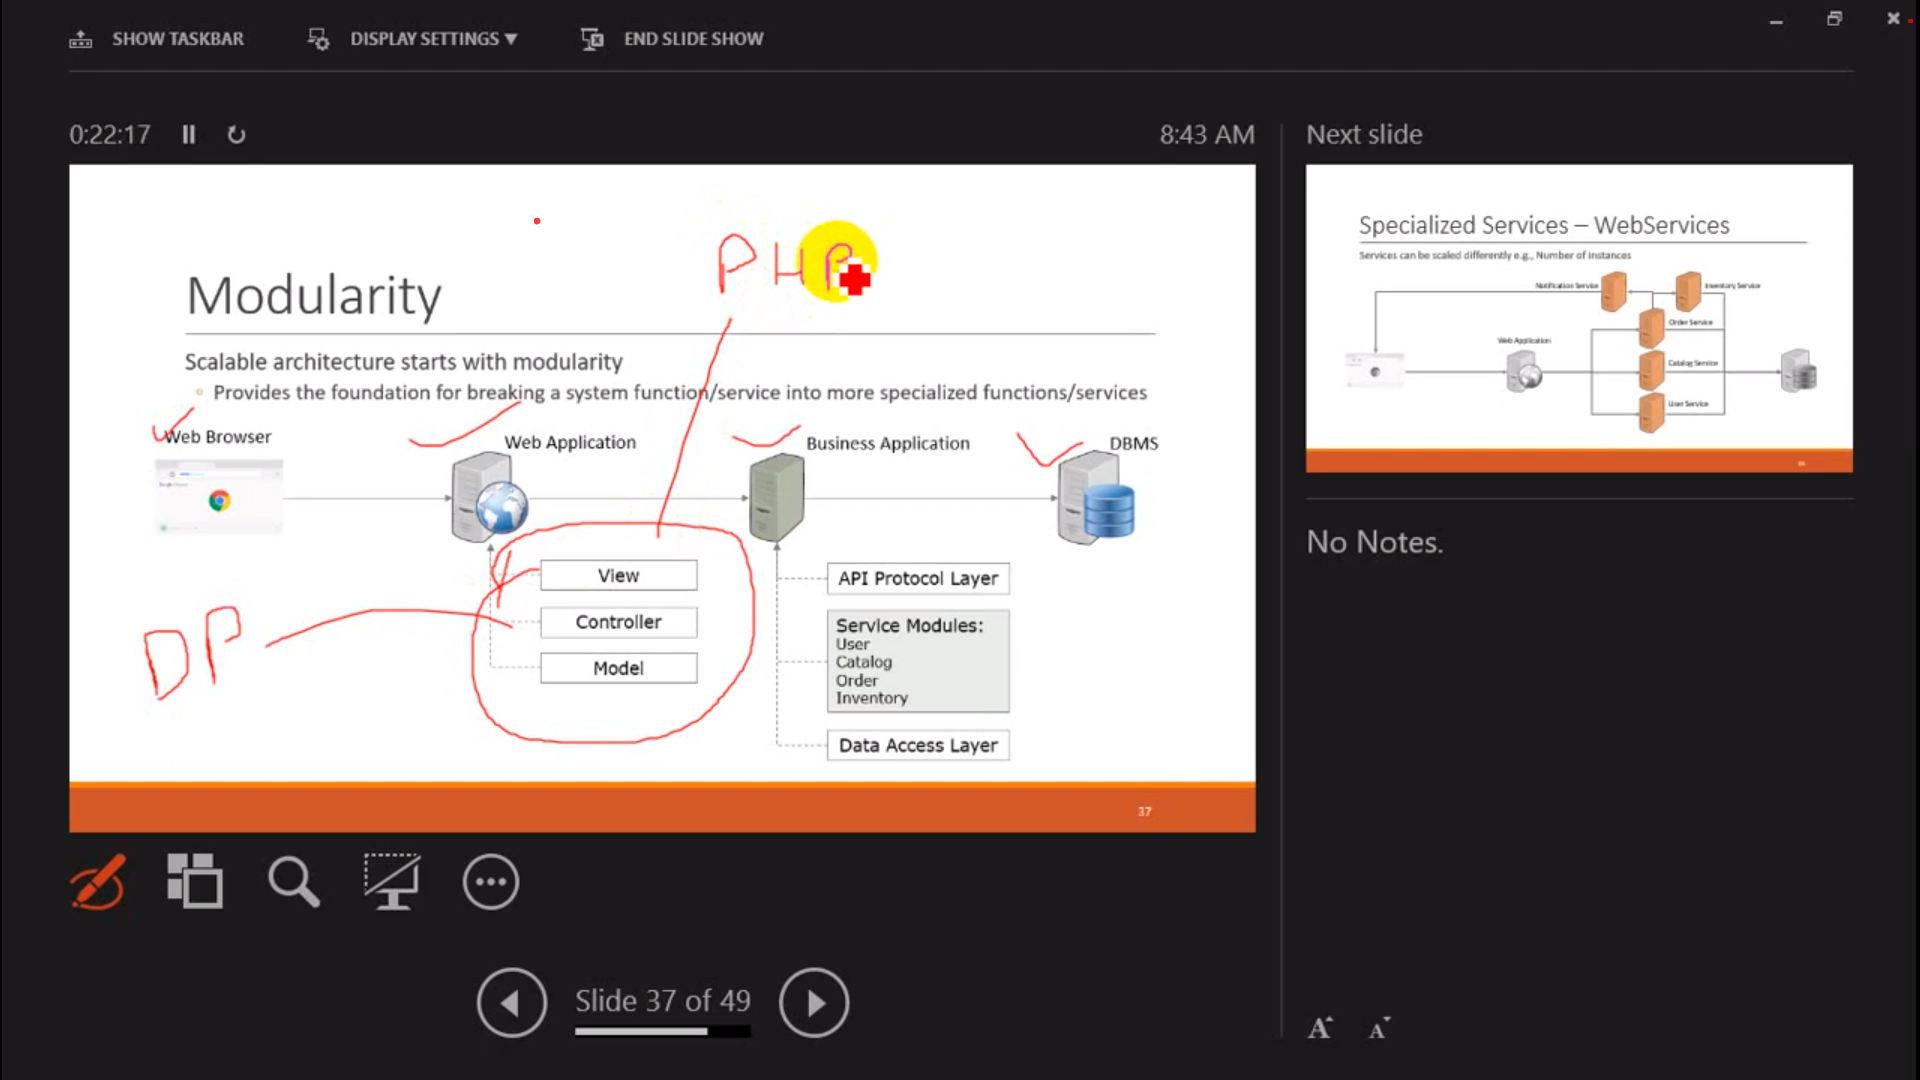 SHOW TASKBAR
DISPLAY SETTINGS ▼
END SLIDE SHOW
0:22:17
8:43 AM
Next slide
PHP
Modularity
Scalable architecture starts with modularity
Provides the foundation for breaking a system function/service into more specialized functions/services
Web Browser
Web Application
Business Application
DBMS
View
Controller
Model
DP
API Protocol Layer
Service Modules:
User
Catalog
Order
Inventory
Data Access Layer
37
Specialized Services – WebServices
Services can be scaled differently e.g., Number of instances
Notification Service
Inventory Service
Order Service
Web Application
Catalog Service
User Service
No Notes.
Slide 37 of 49
A
A